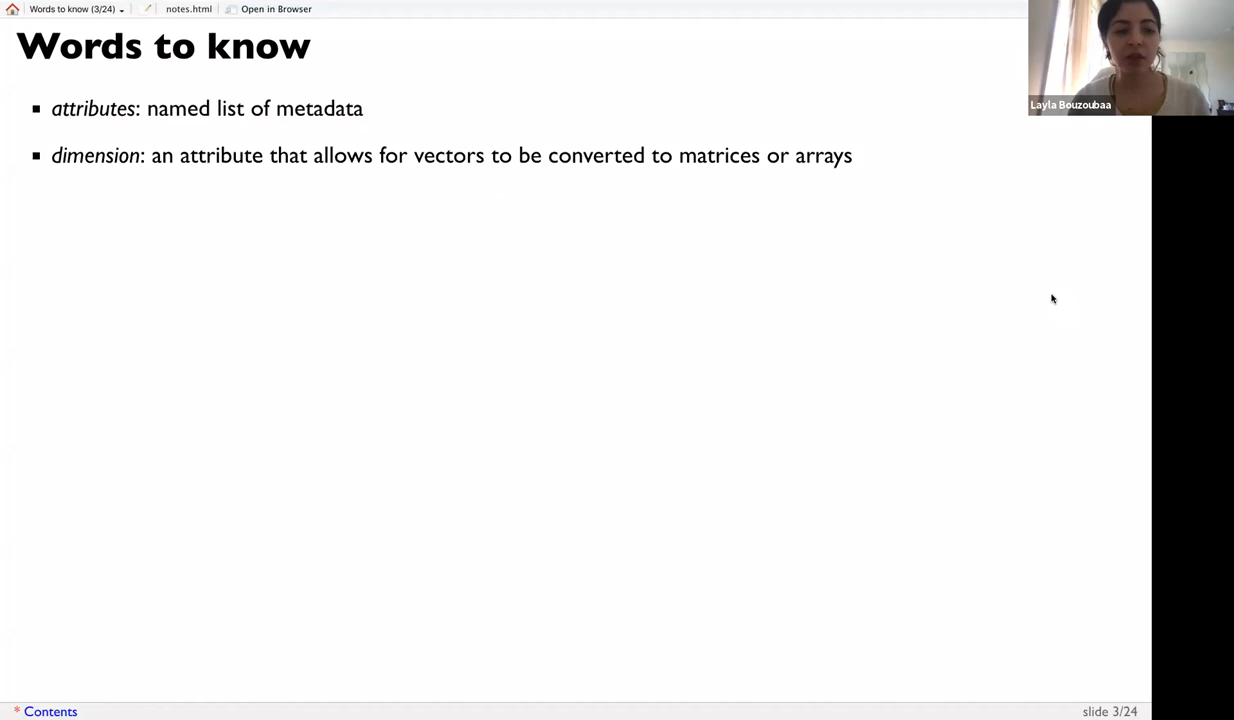 Words to know (3/24)
notes.html
Open in Browser
Words to know
Layla Bouzoubaa
▪ attributes: named list of metadata
▪ dimension: an attribute that allows for vectors to be converted to matrices or arrays
* Contents
slide 3/24